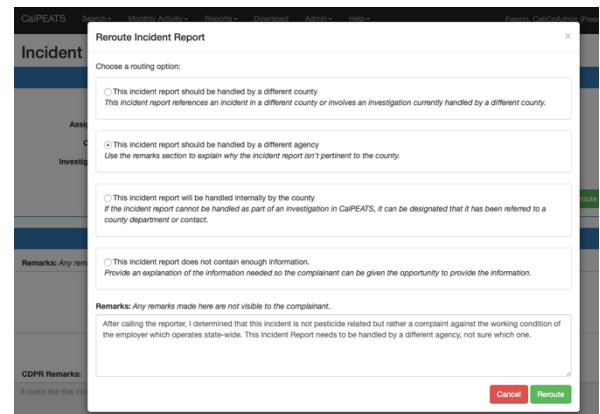 CalPEATS Search Monthly Activity Reports Download Admin Help Fresno, CallCoAdmin (Fres
Reroute Incident Report ×
Incident
Choose a routing option:
This incident report should be handled by a different county
This incident report references an incident in a different county or involves an investigation currently handled by a different county.
Assig
This incident report should be handled by a different agency
Use the remarks section to explain why the incident report isn't pertinent to the county.
Investig
This incident report will be handled internally by the county
If the incident report cannot be handled as part of an investigation in CalPEATS, it can be designated that it has been referred to a
county department or contact.
oute
This incident report does not contain enough information.
Provide an explanation of the information needed so the complainant can be given the opportunity to provide the information.
Remarks: Any rem
Remarks: Any remarks made here are not visible to the complainant.
After calling the reporter, I determined that this incident is not pesticide related but rather a complaint against the working condition of
the employer which operates state-wide. This Incident Report needs to be handled by a different agency, not sure which one.
CDPR Remarks:
It looks like this inc
Cancel Reroute